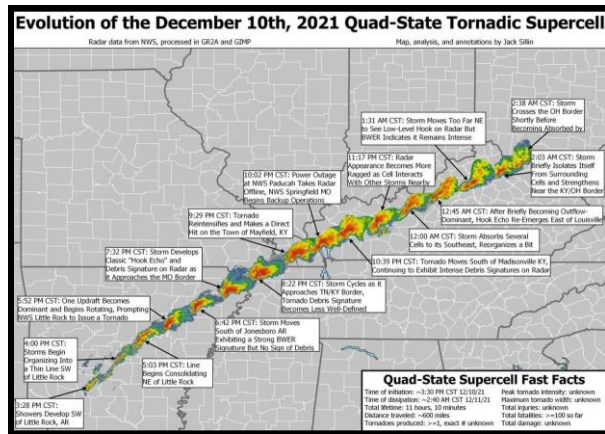 Evolution of the December 10th, 2021 Quad-State Tornadic Supercell
Radar data from NWS, processed in GR2A and GIMP
Map, analysis, and annotations by Jack Sillin
2:38 AM CST: Storm
Crosses the OH Border
Shortly Before
Becoming Absorbed by
1:31 AM CST: Storm Moves Too Far NE
to See Low-Level Hook on Radar But
BWER Indicates it Remains Intense
11:17 PM CST: Radar
Appearance Becomes More
Ragged as Cell Interacts
With Other Storms Nearby
2:03 AM CST: Storm
Briefly Isolates Itself
From Surrounding
Cells and Strengthens
Near the KY/OH Border
10:02 PM CST: Power Outage
at NWS Paducah Takes Radar
Offline, NWS Springfield MO
Begins Backup Operations
9:29 PM CST: Tornado
Reintensifies and Makes a Direct
Hit on the Town of Mayfield, KY
12:45 AM CST: After Briefly Becoming Outflow-
Dominant, Hook Echo Re-Emerges East of Louisville
7:32 PM CST: Storm Develops
Classic "Hook Echo" and
Debris Signature on Radar as
it Approaches the MO Border
12:00 AM CST: Storm Absorbs Several
Cells to its Southeast, Reorganizes a Bit
10:39 PM CST: Tornado Moves South of Madisonville KY,
Continuing to Exhibit Intense Debris Signatures on Radar
8:22 PM CST: Storm Cycles as it
Approaches TN/KY Border,
Tornado Debris Signature
Becomes Less Well-Defined
5:52 PM CST: One Updraft Becomes
Dominant and Begins Rotating, Prompting
NWS Little Rock to Issue a Tornado
6:42 PM CST: Storm Moves
South of Jonesboro AR
Exhibiting a Strong BWER
Signature But No Sign of Debris
4:00 PM CST:
Storms Begin
Organizing Into
a Thin Line SW
of Little Rock
5:03 PM CST: Line
Begins Consolidating
NE of Little Rock
3:28 PM CST:
Showers Develop SW
of Little Rock, AR
Quad-State Supercell Fast Facts
Time of initiation: ~3:30 PM CST 12/10/21
Time of dissipation: ~2:40 AM CST 12/11/21
Total lifetime: 11 hours, 10 minutes
Distance traveled: ~600 miles
Tornadoes produced: >=1, exact # unknown
Peak tornado intensity: unknown
Maximum tornado width: unknown
Total injuries: unknown
Total fatalities: >=100 so far
Total damage: unknown